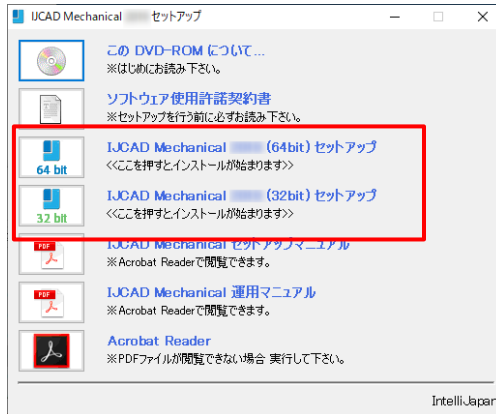 IJCAD Mechanical セットアップ
この DVD-ROM について...
※はじめにお読み下さい。
ソフトウェア使用許諾契約書
※セットアップを行う前に必ずお読み下さい。
64 bit
IJCAD Mechanical (64bit) セットアップ
<<ここを押すとインストールが始まります>>
32 bit
IJCAD Mechanical (32bit) セットアップ
<<ここを押すとインストールが始まります>>
PDF
IJCAD Mechanical セットアップマニュアル
※Acrobat Readerで閲覧できます。
PDF
IJCAD Mechanical 運用マニュアル
※Acrobat Readerで閲覧できます。
Acrobat Reader
※PDFファイルが閲覧できない場合 実行して下さい。
IntelliJapan